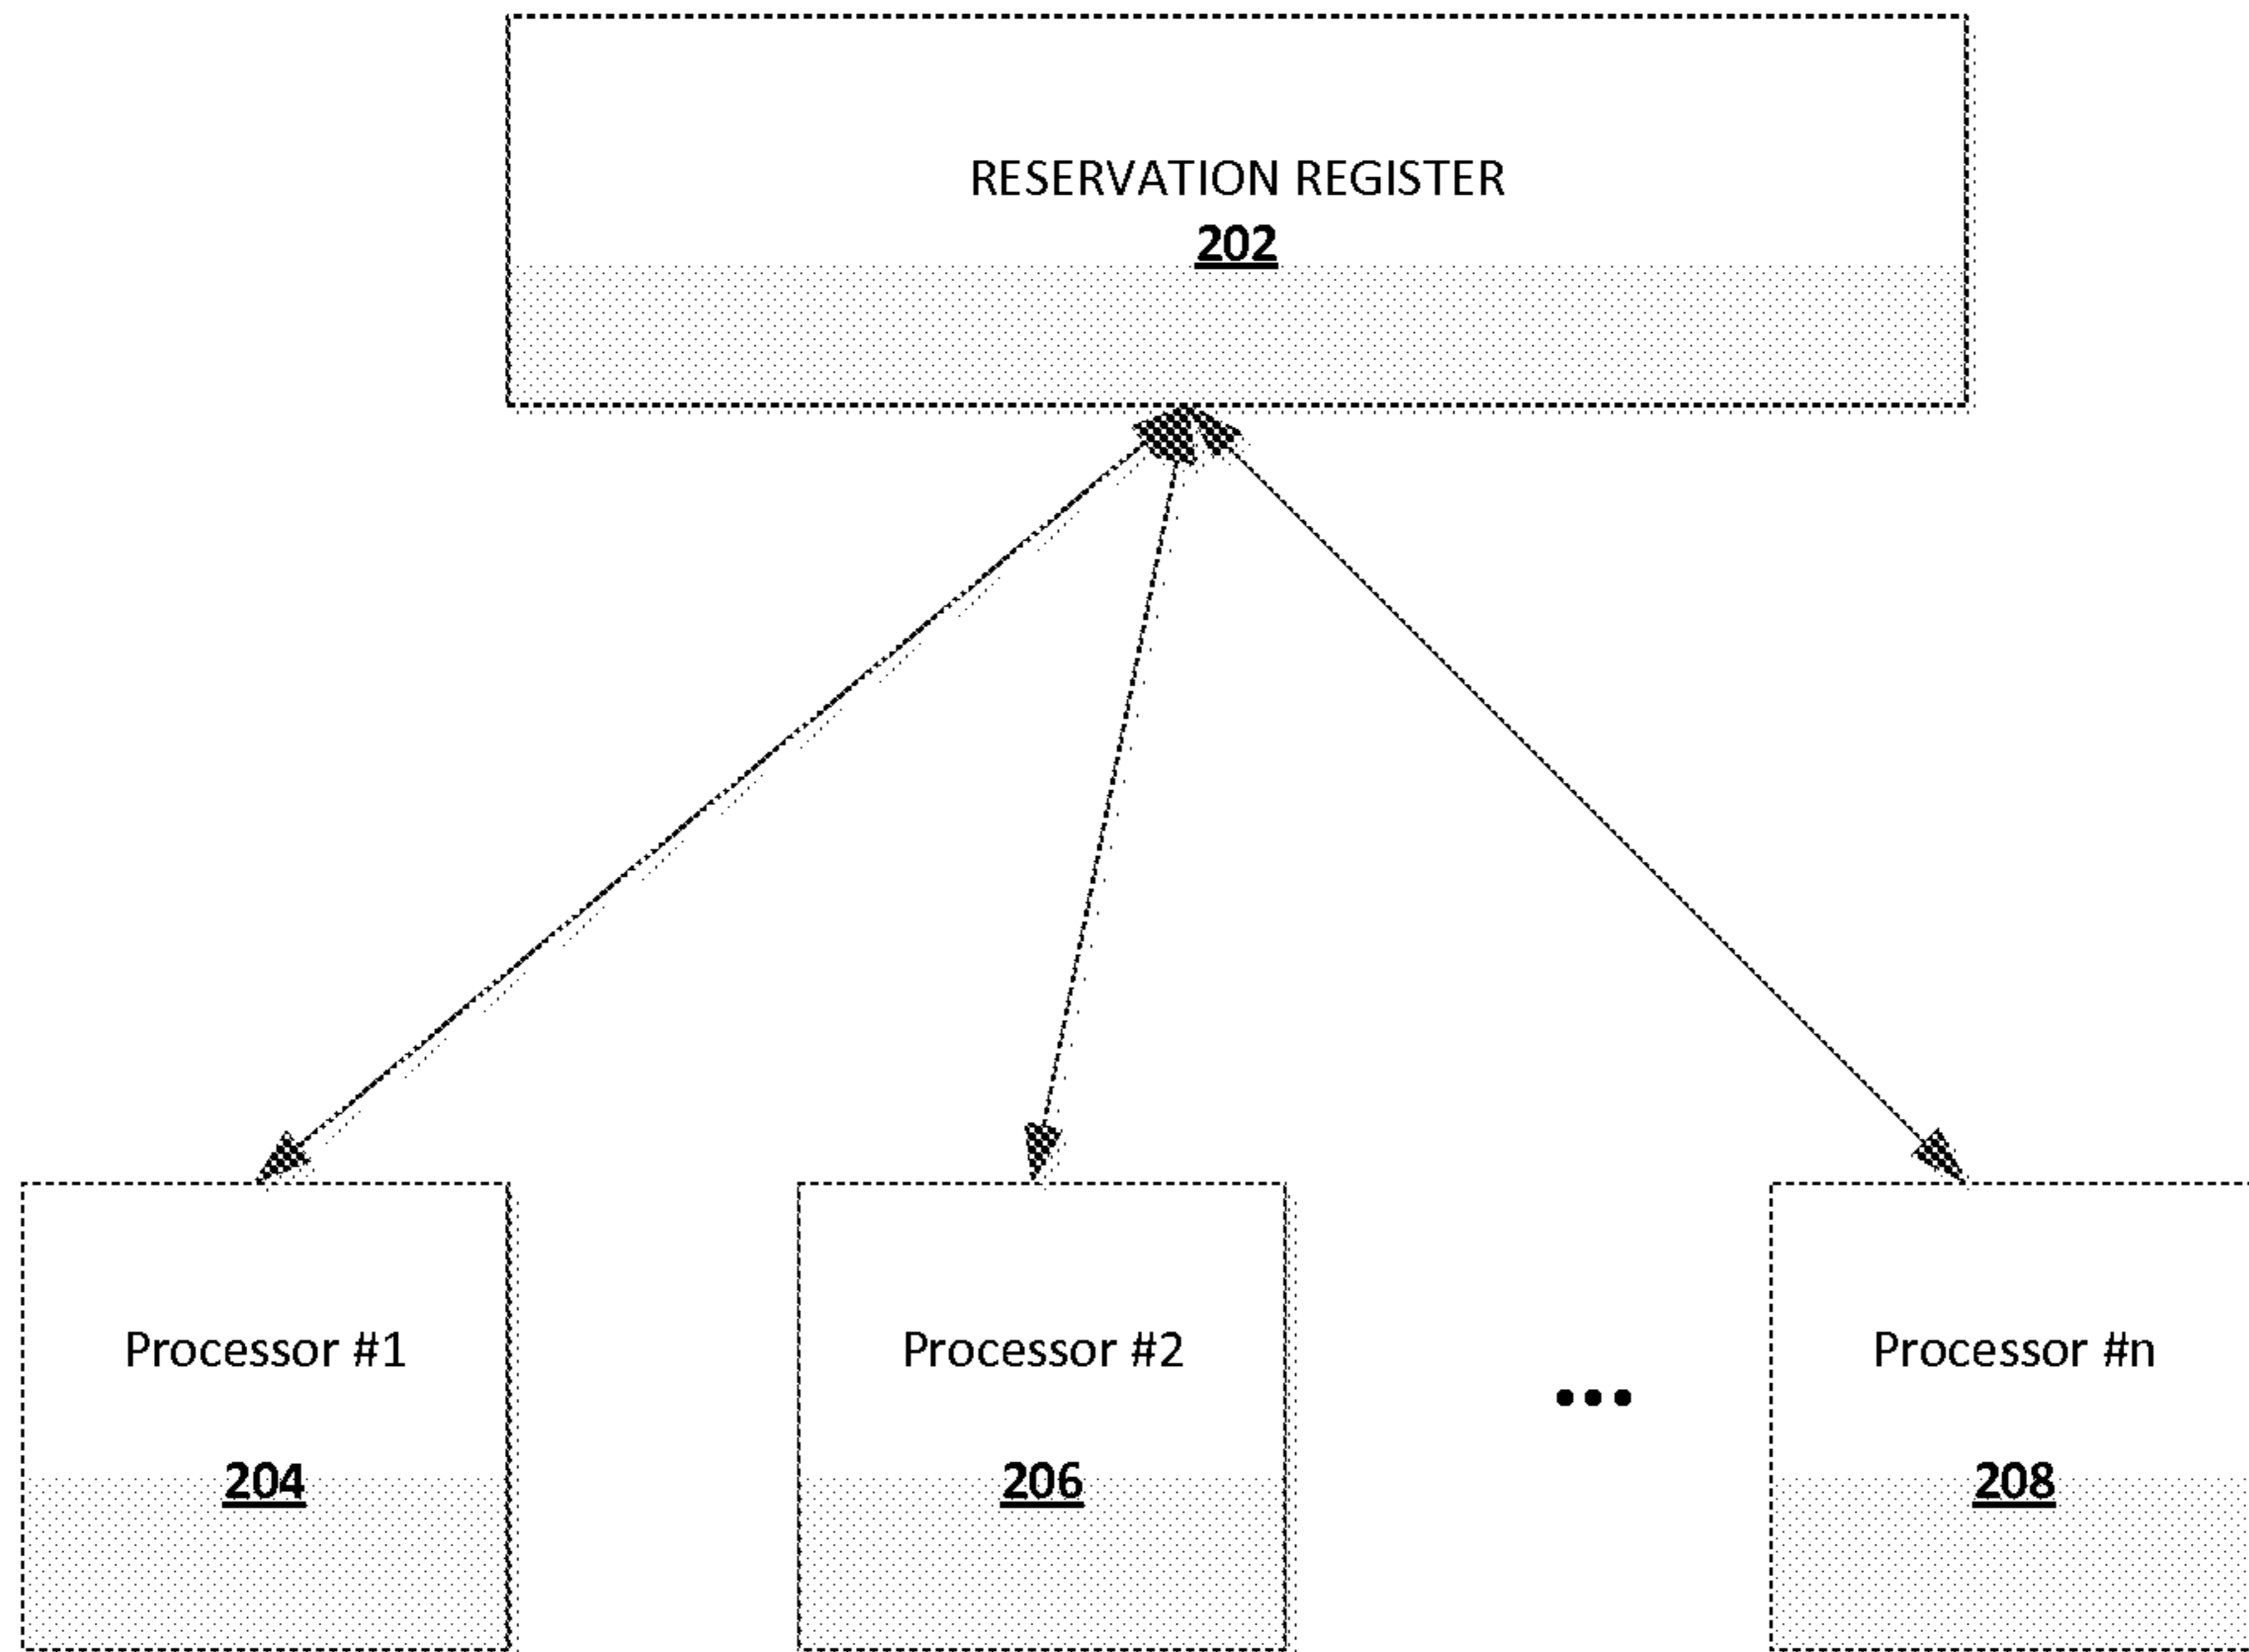 RESERVATION REGISTER
202
Processor #1
204
Processor #2
206
•••
Processor #n
208